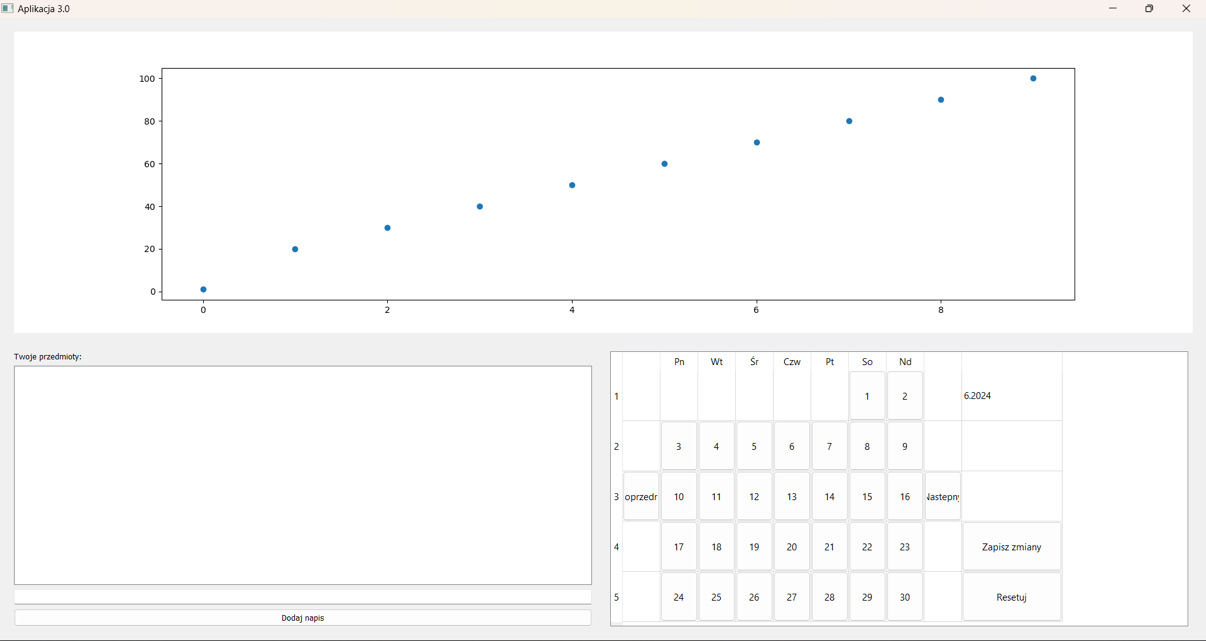 Aplikacja 3.0
100
80
60
40
20
0
0 2 4 6 8
Twoje przedmioty:
Dodaj napis
Pn Wt Śr Czw Pt So Nd
1 1 2 6.2024
2 3 4 5 6 7 8 9
3 oprzedr 10 11 12 13 14 15 16 Nastepny
4 17 18 19 20 21 22 23 Zapisz zmiany
5 24 25 26 27 28 29 30 Resetuj